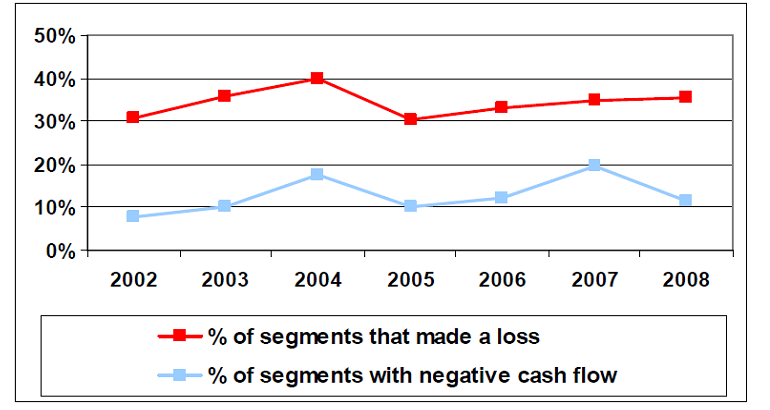 50%
40%
30%
20%
10%
0%
2002 2003 2004 2005 2006 2007 2008
% of segments that made a loss
% of segments with negative cash flow